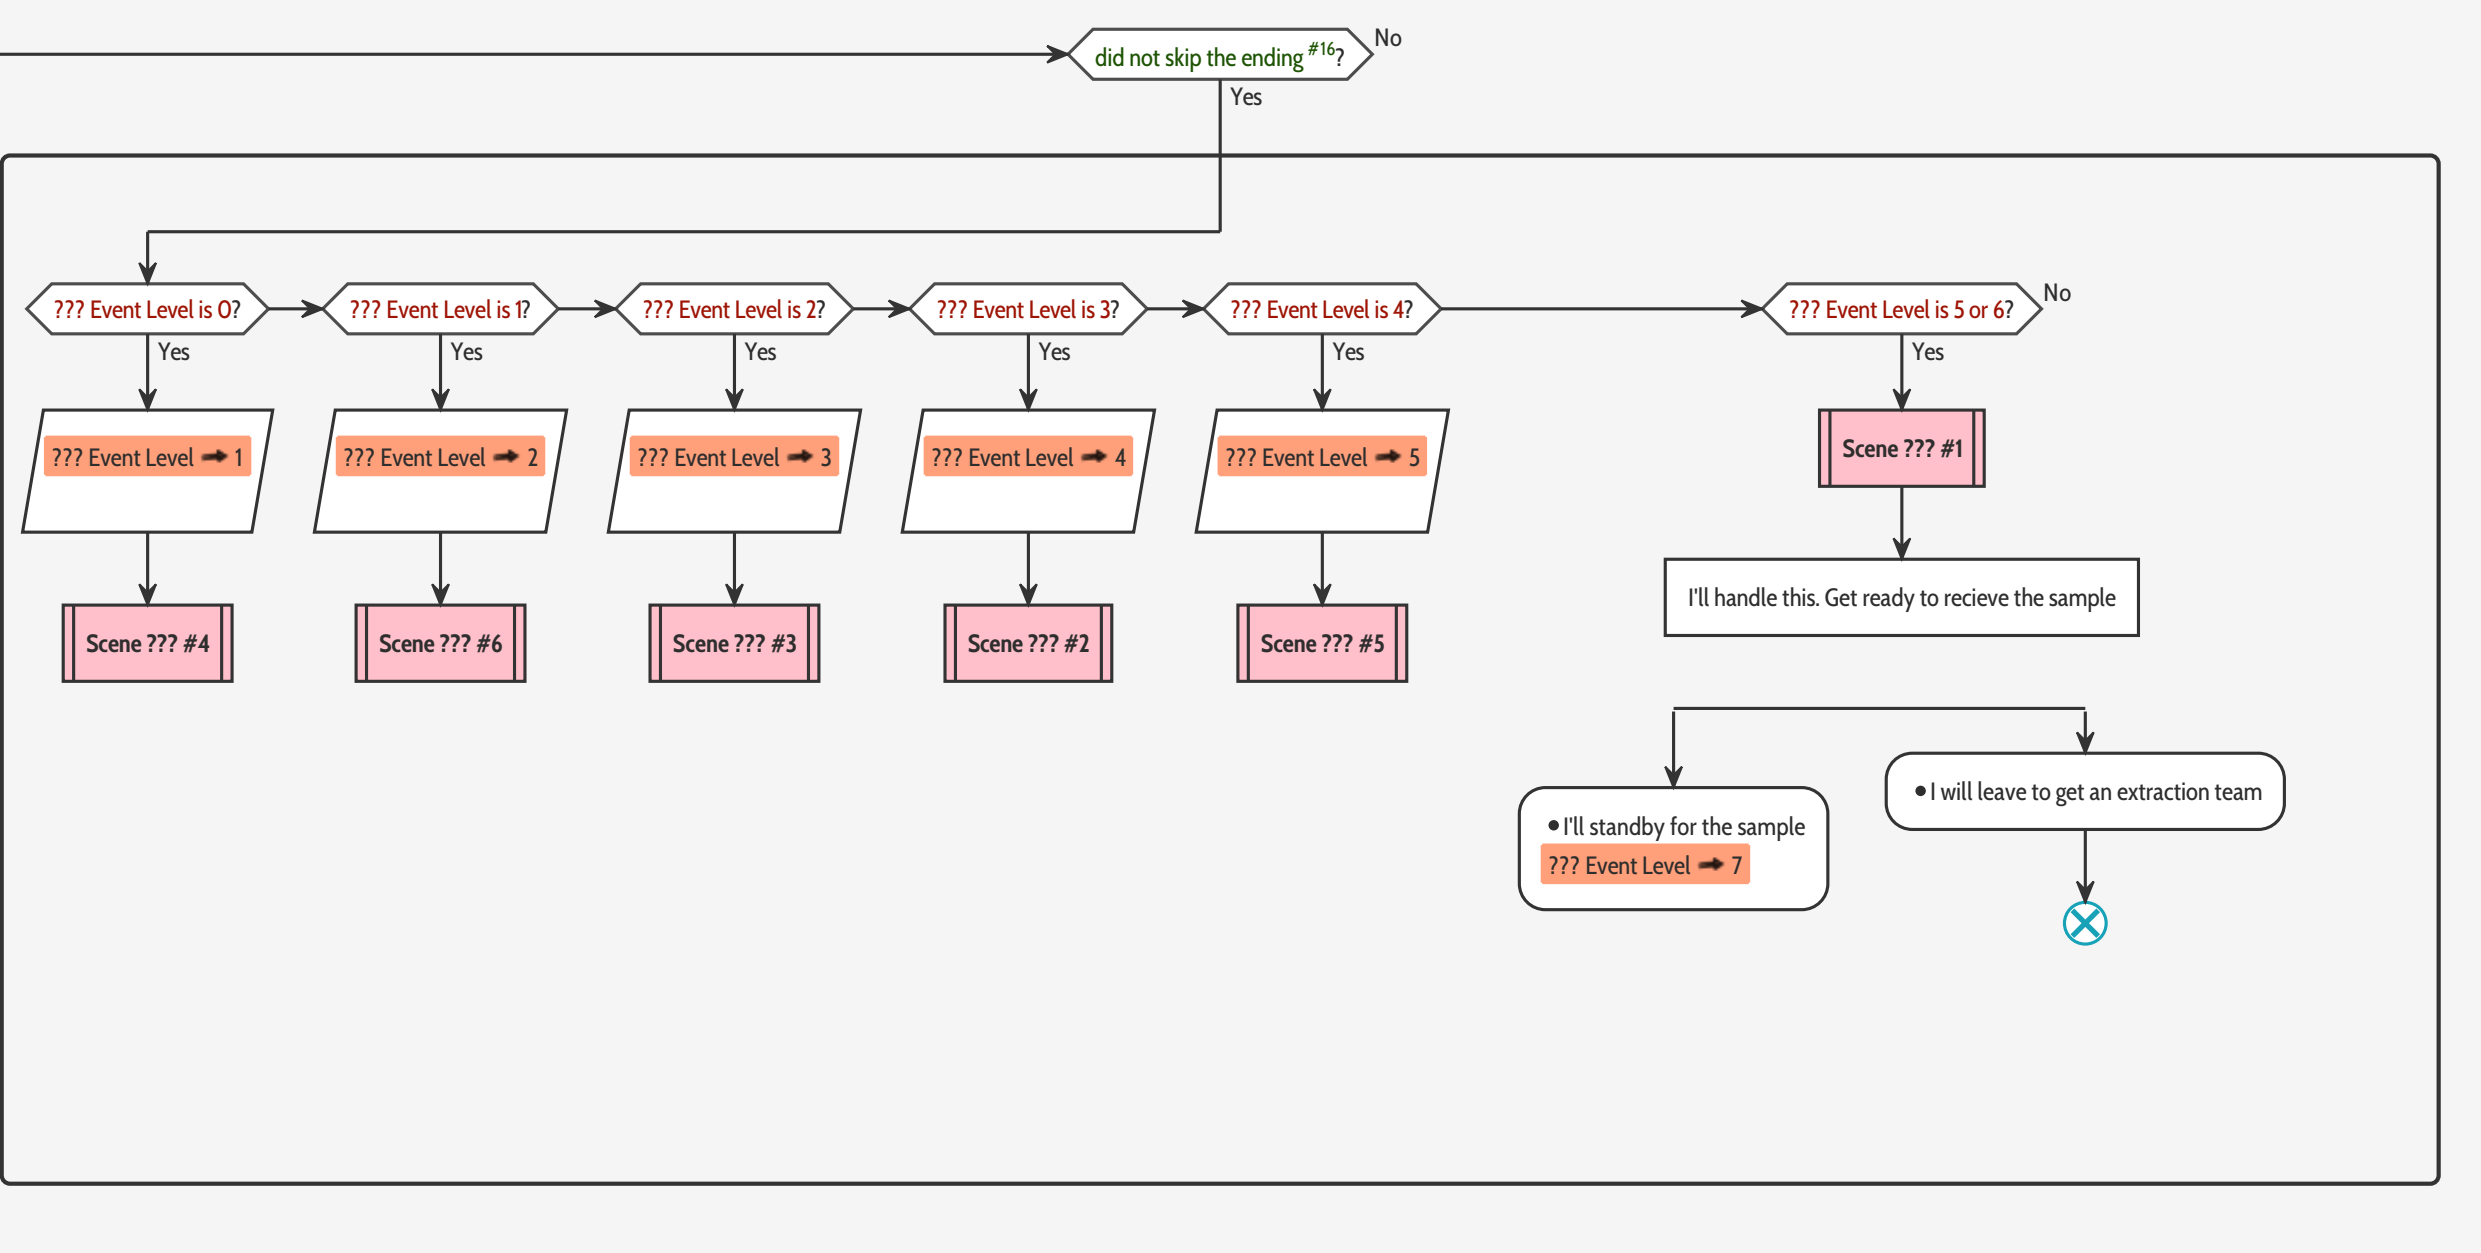 did not skip the ending #16?
No
Yes
??? Event Level is 0?
??? Event Level is 1?
??? Event Level is 2?
??? Event Level is 3?
??? Event Level is 4?
??? Event Level is 5 or 6?
No
Yes
Yes
Yes
Yes
Yes
Yes
??? Event Level ➡ 1
??? Event Level ➡ 2
??? Event Level ➡ 3
??? Event Level ➡ 4
??? Event Level ➡ 5
Scene ??? #1
I'll handle this. Get ready to recieve the sample
Scene ??? #4
Scene ??? #6
Scene ??? #3
Scene ??? #2
Scene ??? #5
●I will leave to get an extraction team
●I'll standby for the sample
??? Event Level ➡ 7